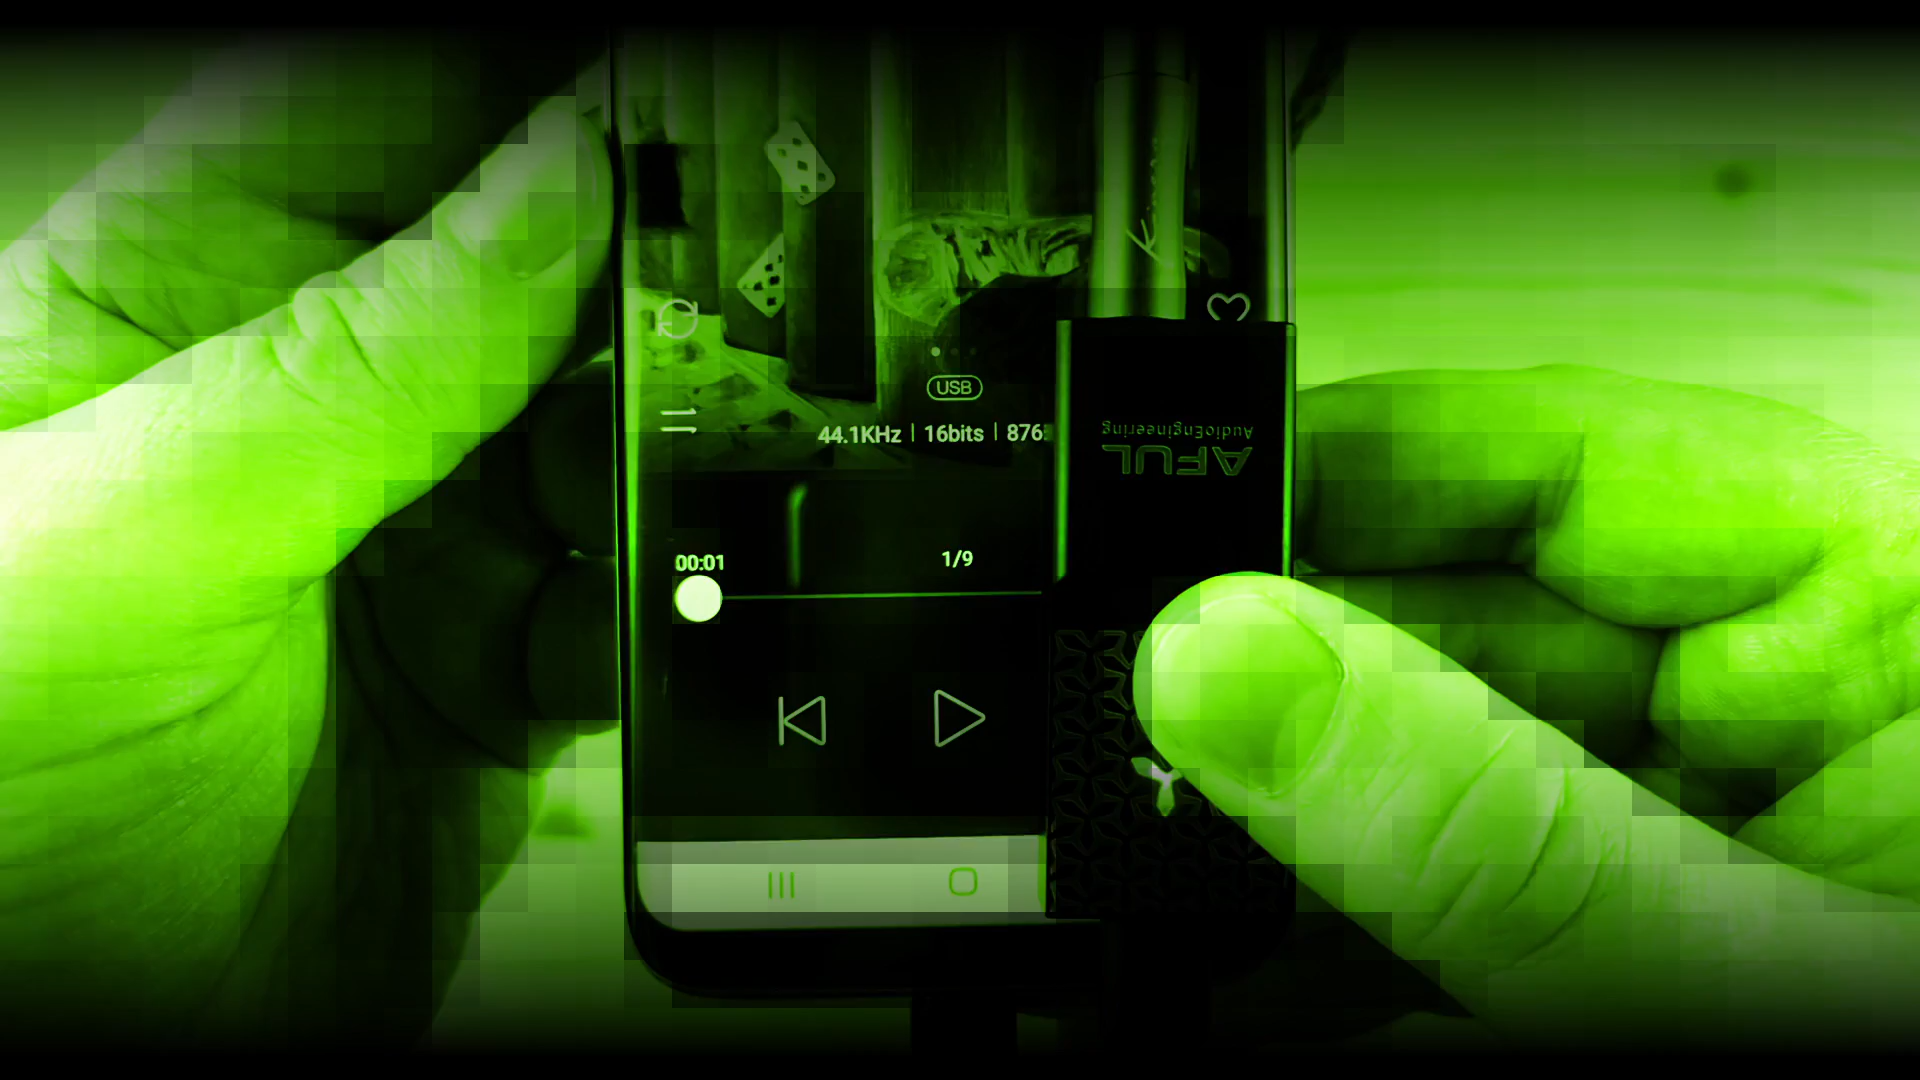 USB
44.1KHz | 16bits | 876
AudioEngineering
AFUL
00:01
1/9